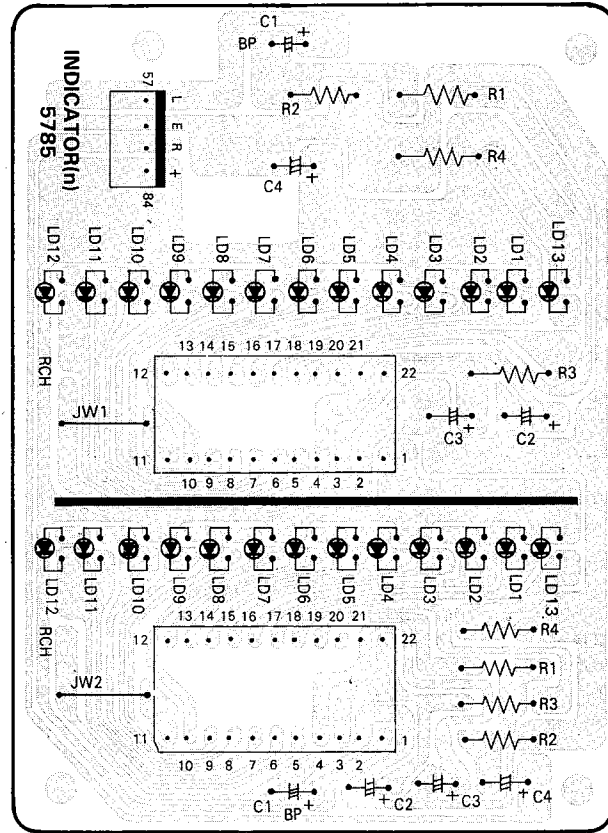 C1 +
BP
INDICATOR(n)
5785
57 L E R + 84
R2
R1
C4 +
R4
LD12 LD11 LD10 LD9 LD8 LD7 LD6 LD5 LD4 LD3 LD2 LD1 LD13
RCH
13 14 15 16 17 18 19 20 21
12 22
R3
JW1
C3 + C2 +
11 1
10 9 8 7 6 5 4 3 2
LD12 LD11 LD10 LD9 LD8 LD7 LD6 LD5 LD4 LD3 LD2 LD1 LD13
RCH
13 14 15 16 17 18 19 20 21
12 22
R4
R1
JW2
R3
11 1
R2
10 9 8 7 6 5 4 3 2
C1 BP + + C2 + C3 + C4